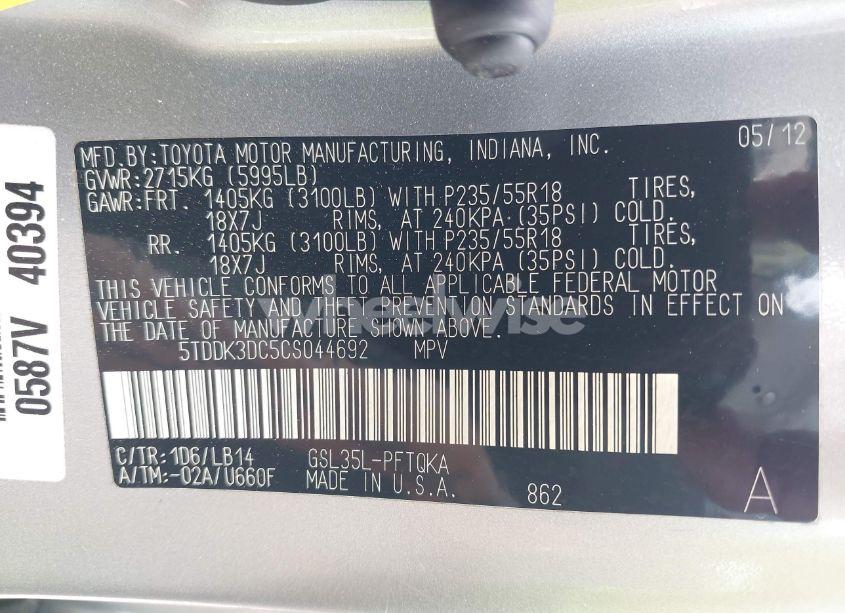 MFD.BY:TOYOTA MOTOR MANUFACTURING, INDIANA, INC. 05/12
GVWR:2715KG (5995LB)
GAWR:FRT. 1405KG (3100LB) WITH P235/55R18 TIRES,
18X7J RIMS, AT 240KPA (35PSI) COLD.
RR. 1405KG (3100LB) WITH P235/55R18 TIRES,
18X7J RIMS, AT 240KPA (35PSI) COLD.
THIS VEHICLE CONFORMS TO ALL APPLICABLE FEDERAL MOTOR
VEHICLE SAFETY AND THEFT PREVENTION STANDARDS IN EFFECT ON
THE DATE OF MANUFACTURE SHOWN ABOVE.
5TDDK3DC5CS044692 MPV
C/TR:1D6/LB14 GSL35L-PFTQKA
A/TM:-02A/U660F MADE IN U.S.A. 862 A
0587V 40394
wheelwise